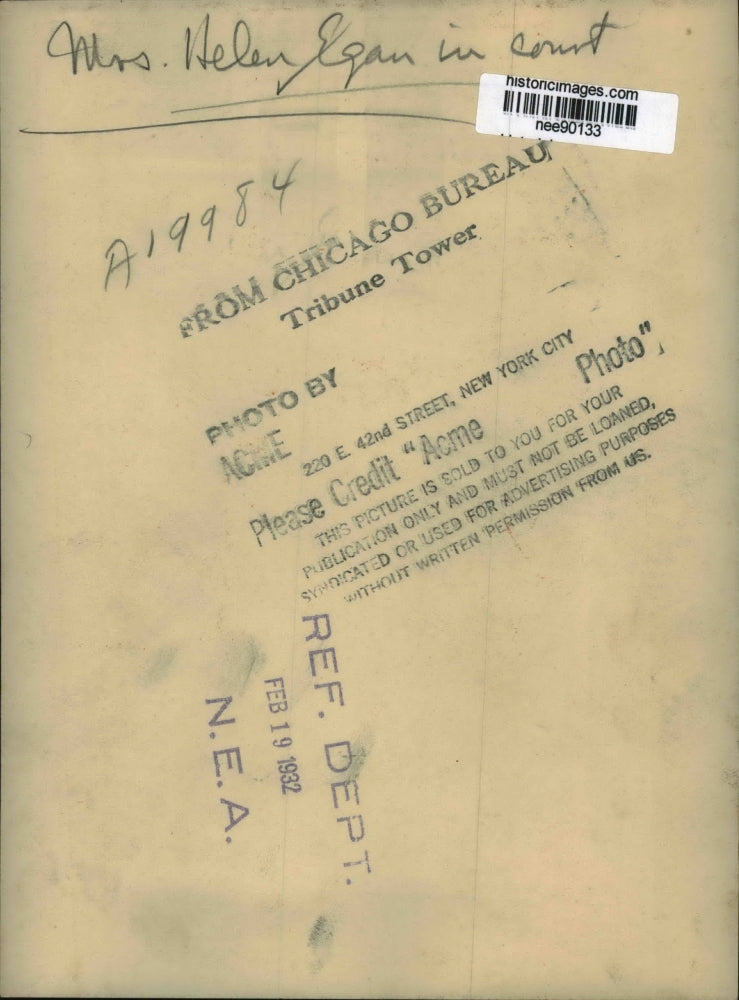 Mrs. Helen Egan in court
historicimages.com
nee90133
A19984
FROM CHICAGO BUREAU
Tribune Tower
PHOTO BY
ACME
220 E. 42nd STREET, NEW YORK CITY
Please Credit "Acme Photo",
THIS PICTURE IS SOLD TO YOU FOR YOUR
PUBLICATION ONLY AND MUST NOT BE LOANED,
SYNDICATED OR USED FOR ADVERTISING PURPOSES
WITHOUT WRITTEN PERMISSION FROM US.
REF. DEPT.
FEB 19 1932
N.E.A.